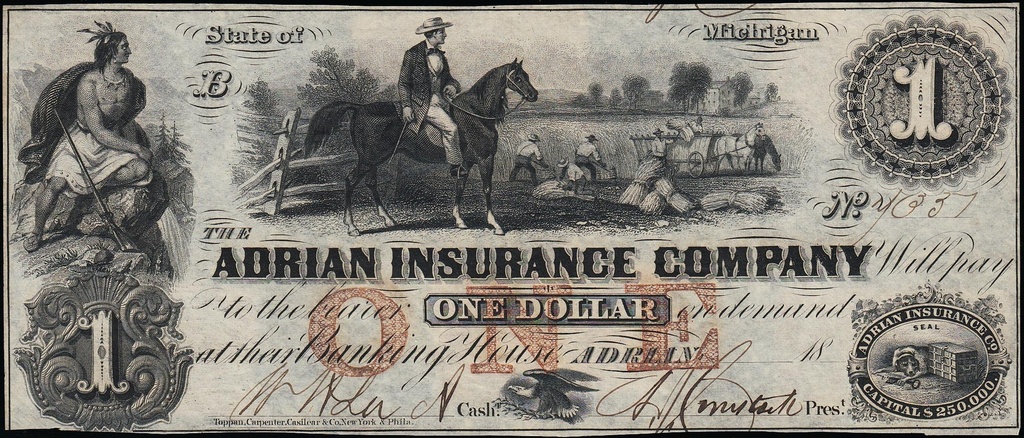 State of Michigan
B
1
No
THE
ADRIAN INSURANCE COMPANY Will pay
to the bearer ONE DOLLAR on demand
ONE
at their Banking House ADRIAN 18
1
ADRIAN INSURANCE CO.
SEAL
CAPITAL $250,000.
Cash.r
Pres.t
Toppan, Carpenter, Casilear & Co. New York & Phila.